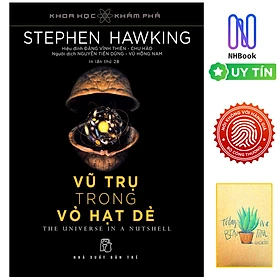 KHOA HỌC KHÁM PHÁ
STEPHEN HAWKING
Hiệu đính ĐẶNG VĨNH THIÊN - CHU HẢO
Người dịch NGUYỄN TIẾN DŨNG - VŨ HỒNG NAM
In lần thứ 28
VŨ TRỤ
TRONG
VỎ HẠT DẺ
THE UNIVERSE IN A NUTSHELL
NHÀ XUẤT BẢN TRẺ
NHBook
UY TÍN